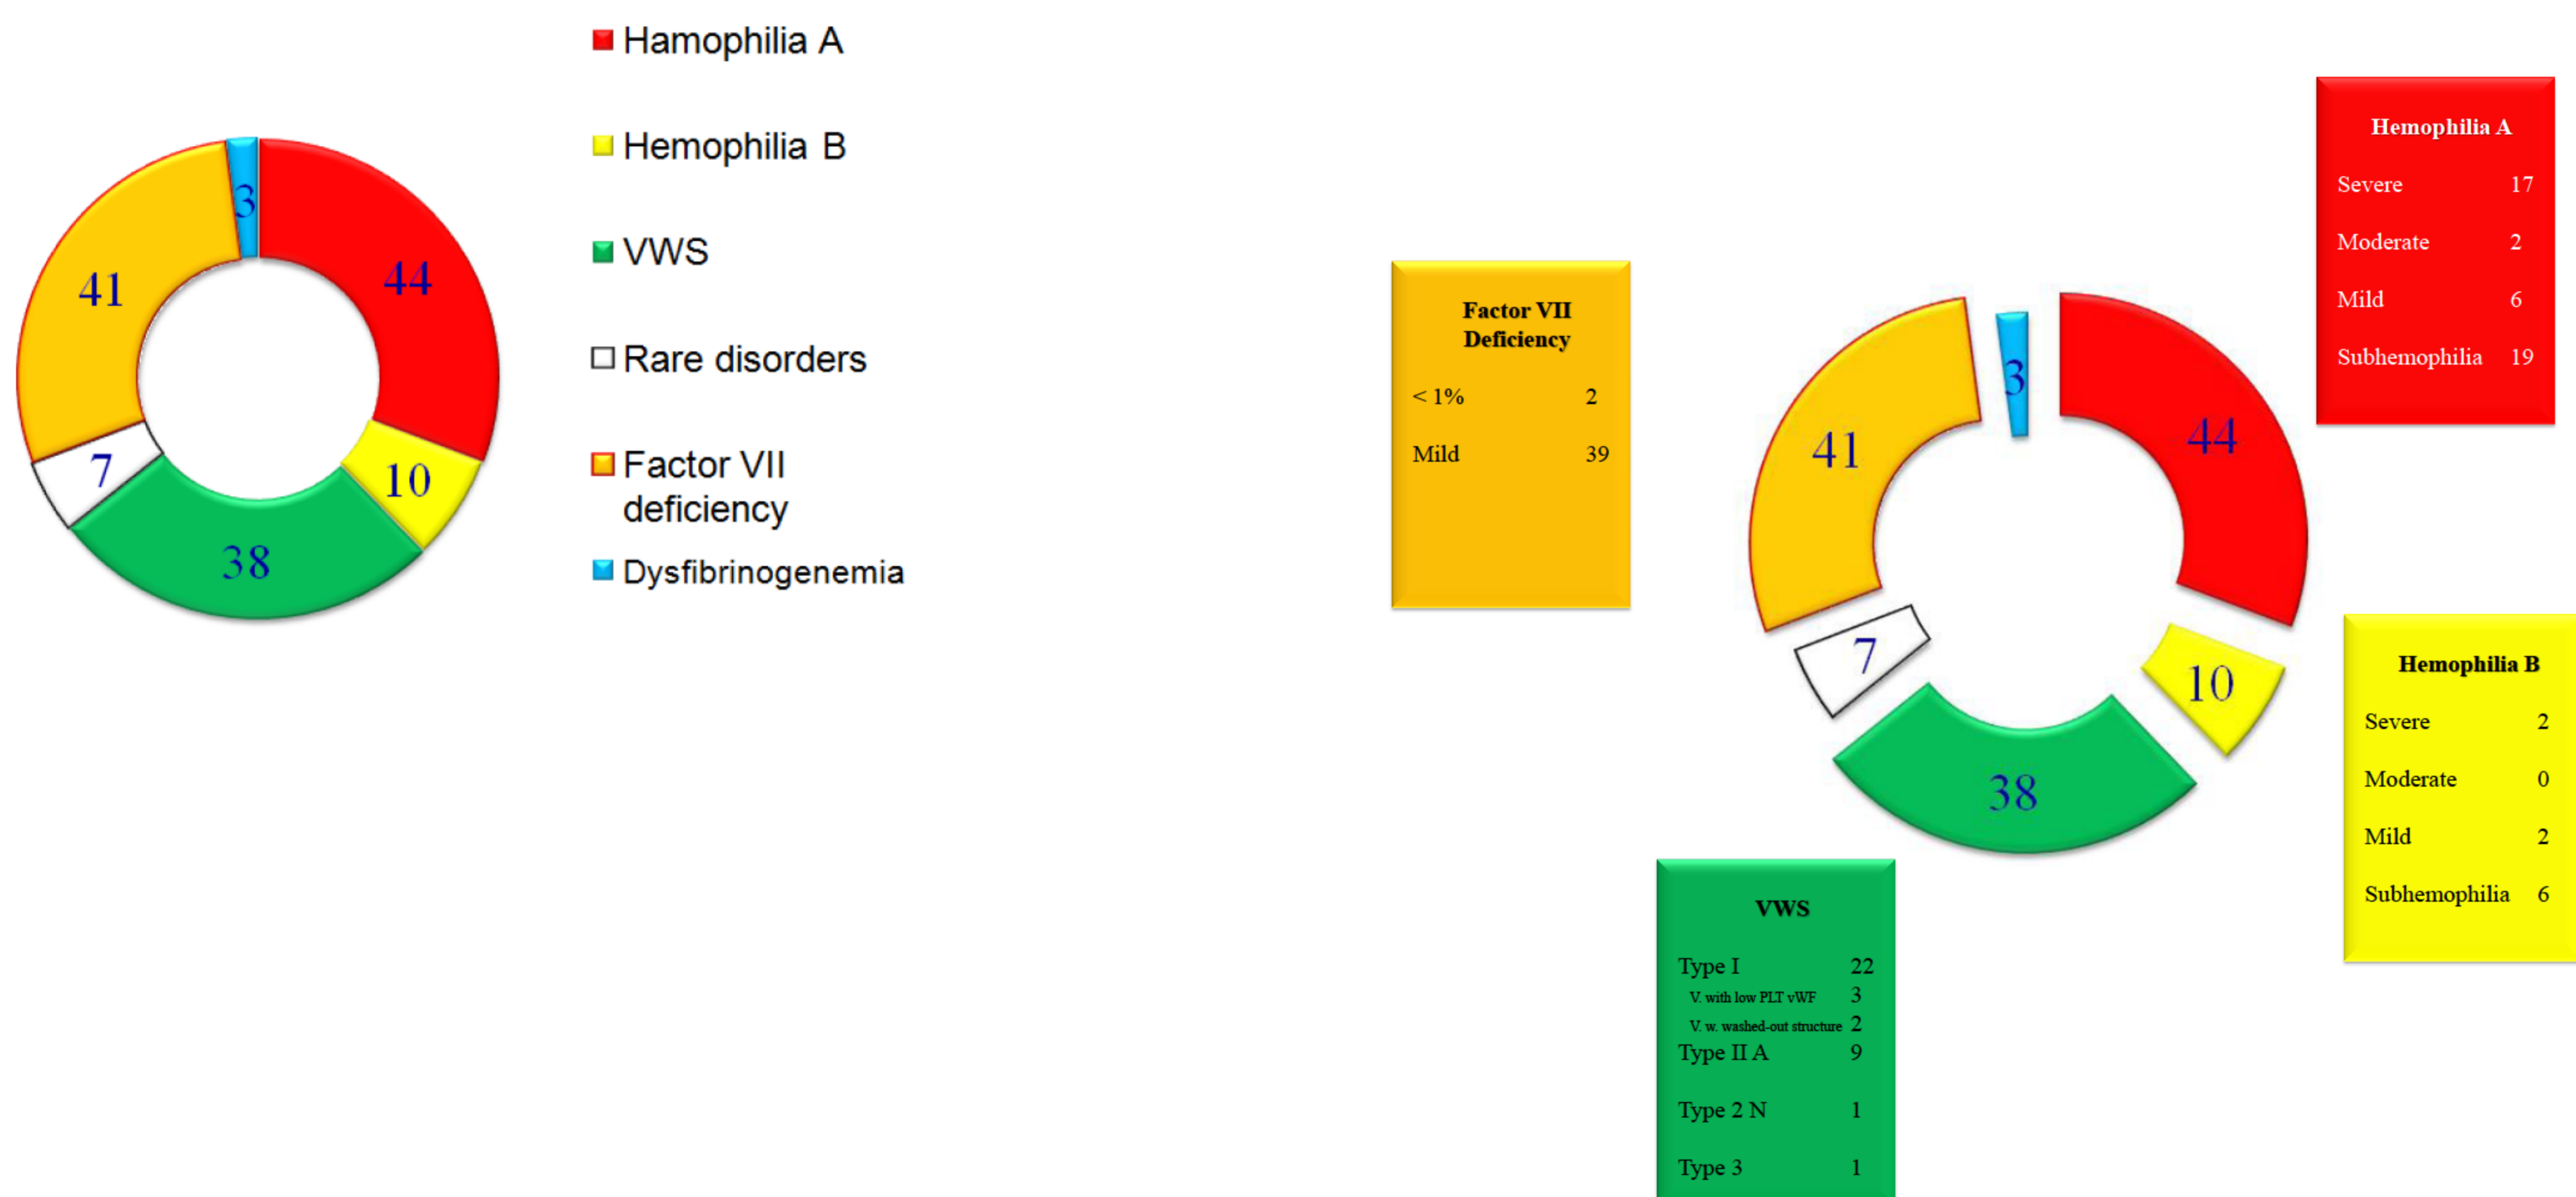 Hamophilia A
Hemophilia B
VWS
Rare disorders
Factor VII
deficiency
Dysfibrinogenemia
3
44
41
7
10
38
Factor VII
Deficiency
< 1% 2
Mild 39
3
44
41
7
10
38
Hemophilia A
Severe 17
Moderate 2
Mild 6
Subhemophilia 19
Hemophilia B
Severe 2
Moderate 0
Mild 2
Subhemophilia 6
VWS
Type I 22
V. with low PLT vWF 3
V. w. washed-out structure 2
Type II A 9
Type 2 N 1
Type 3 1